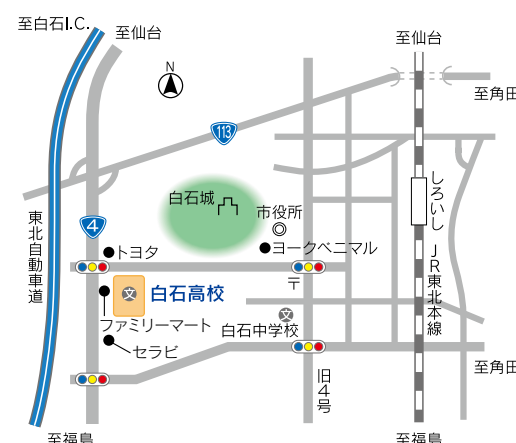 至白石I.C.
至仙台
至仙台
N
至角田
113
白石城
市役所
4
トヨタ
ヨークベニマル
しろいし
JR東北本線
東北自動車道
〒
文
白石高校
文
ファミリーマート
白石中学校
セラビ
至角田
旧4号
至福島
至福島